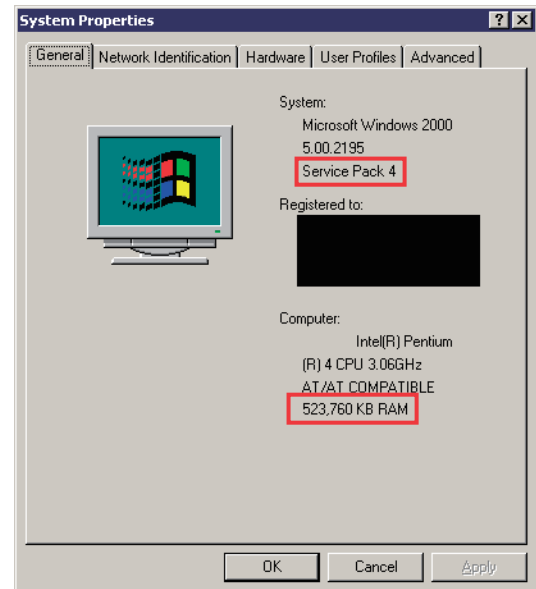 System Properties
General Network Identification Hardware User Profiles Advanced
System:
Microsoft Windows 2000
5.00.2195
Service Pack 4
Registered to:
Computer:
Intel(R) Pentium
(R) 4 CPU 3.06GHz
AT/AT COMPATIBLE
523,760 KB RAM
OK Cancel Apply